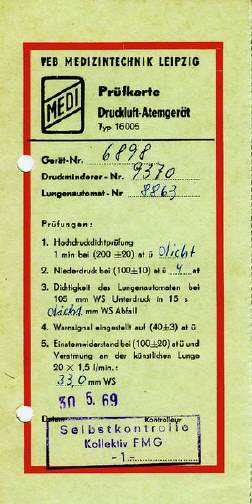 VEB MEDIZINTECHNIK LEIPZIG
MEDI
Prüfkarte
Druckluft-Atemgerät
Typ 16005
Gerät-Nr. 6898
Druckminderer-Nr. 9370
Lungenautomat-Nr 8863
Prüfungen:
1. Hochdruckdichtprüfung
1 min bei (200 ±20) at ü dicht
2. Niederdruck bei (100±10) at ü 4 at
3. Dichtigkeit des Lungenautomaten bei
105 mm WS Unterdruck in 15 s
dicht mm WS Abfall
4. Warnsignal eingestellt auf (40±3) at ü
5. Einatemwiderstand bei (100±20) at ü und
Veratmung an der künstlichen Lunge
20 × 1,5 l/min.:
33,0 mm WS
30 5. 69
Datum Kontrolleur
Selbstkontrolle
Kollektiv FMG
-1-